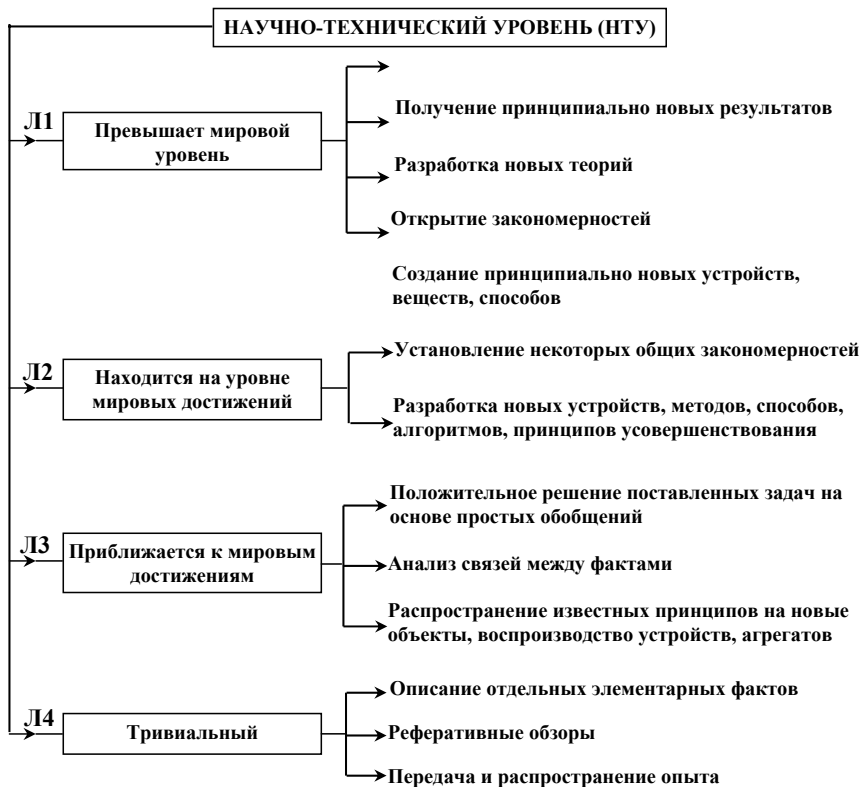 НАУЧНО-ТЕХНИЧЕСКИЙ УРОВЕНЬ (НТУ)
Л1
Превышает мировой
уровень
Получение принципиально новых результатов
Разработка новых теорий
Открытие закономерностей
Создание принципиально новых устройств,
веществ, способов
Л2
Находится на уровне
мировых достижений
Установление некоторых общих закономерностей
Разработка новых устройств, методов, способов,
алгоритмов, принципов усовершенствования
Л3
Приближается к мировым
достижениям
Положительное решение поставленных задач на
основе простых обобщений
Анализ связей между фактами
Распространение известных принципов на новые
объекты, воспроизводство устройств, агрегатов
Л4
Тривиальный
Описание отдельных элементарных фактов
Реферативные обзоры
Передача и распространение опыта